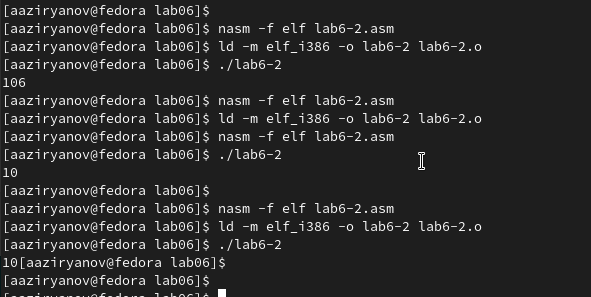 [aaziryanov@fedora lab06]$
[aaziryanov@fedora lab06]$ nasm -f elf lab6-2.asm
[aaziryanov@fedora lab06]$ ld -m elf_i386 -o lab6-2 lab6-2.o
[aaziryanov@fedora lab06]$ ./lab6-2
106
[aaziryanov@fedora lab06]$ nasm -f elf lab6-2.asm
[aaziryanov@fedora lab06]$ ld -m elf_i386 -o lab6-2 lab6-2.o
[aaziryanov@fedora lab06]$ nasm -f elf lab6-2.asm
[aaziryanov@fedora lab06]$ ./lab6-2
10
[aaziryanov@fedora lab06]$
[aaziryanov@fedora lab06]$ nasm -f elf lab6-2.asm
[aaziryanov@fedora lab06]$ ld -m elf_i386 -o lab6-2 lab6-2.o
[aaziryanov@fedora lab06]$ ./lab6-2
10[aaziryanov@fedora lab06]$
[aaziryanov@fedora lab06]$
[aaziryanov@fedora lab06]$